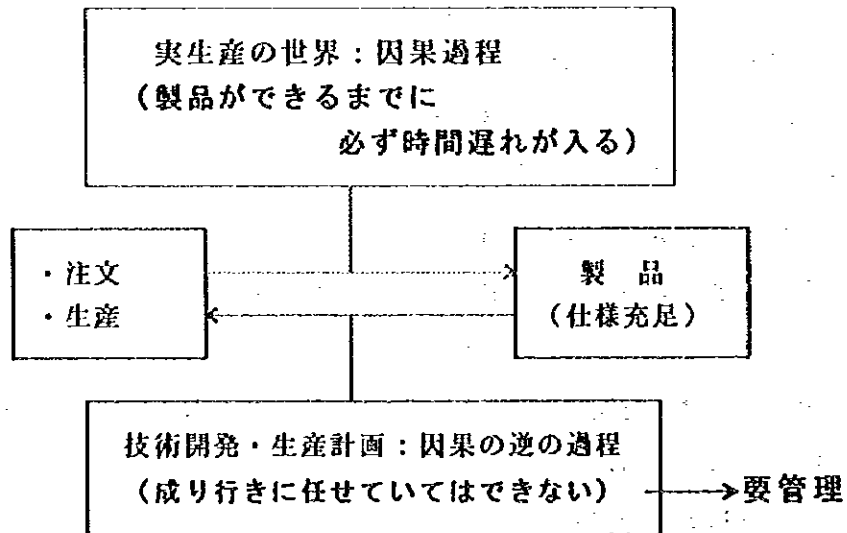 実生産の世界：因果過程
（製品ができるまでに
必ず時間遅れが入る）
・注文
・生産
製　品
（仕様充足）
技術開発・生産計画：因果の逆の過程
（成り行きに任せていてはできない）
要管理